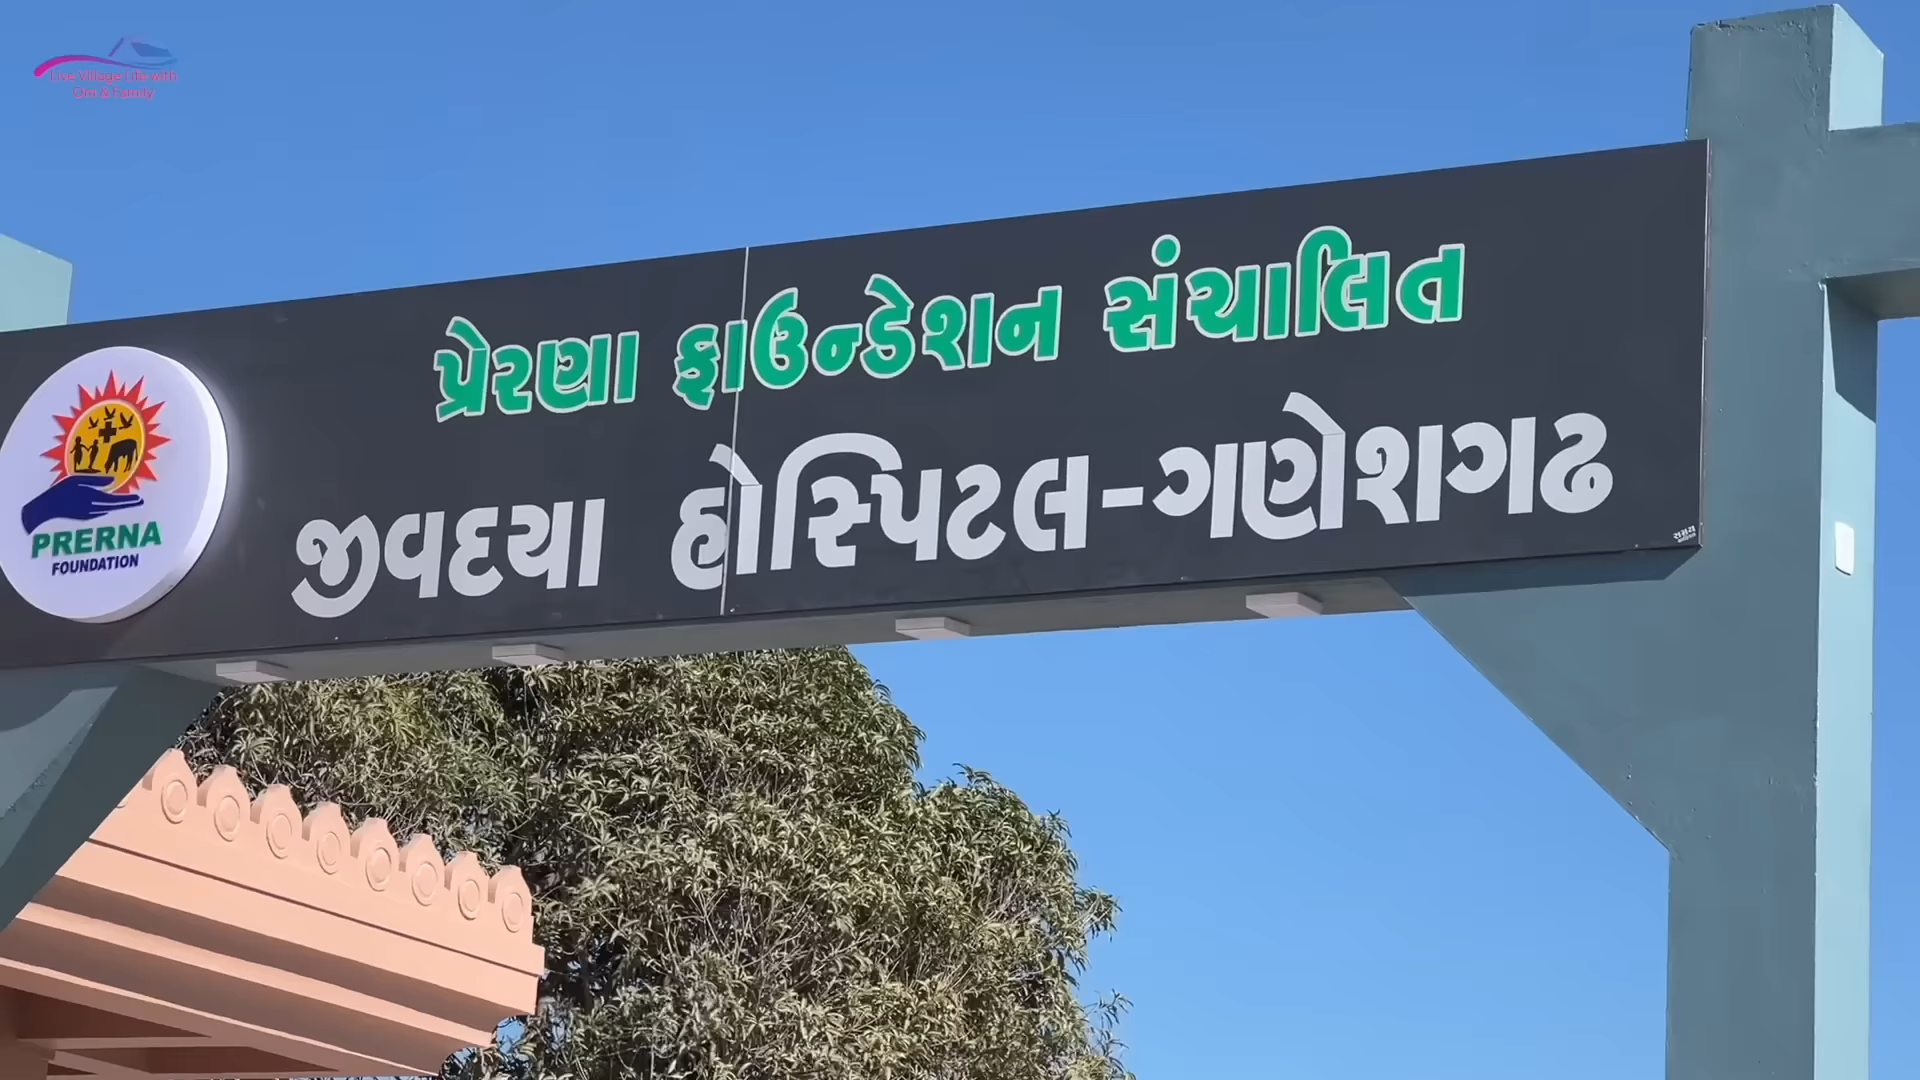 Live Village Life with
Om & Family
પ્રેરણા ફાઉન્ડેશન સંચાલિત
જીવદયા હોસ્પિટલ-ગણેશગઢ
PRERNA
FOUNDATION